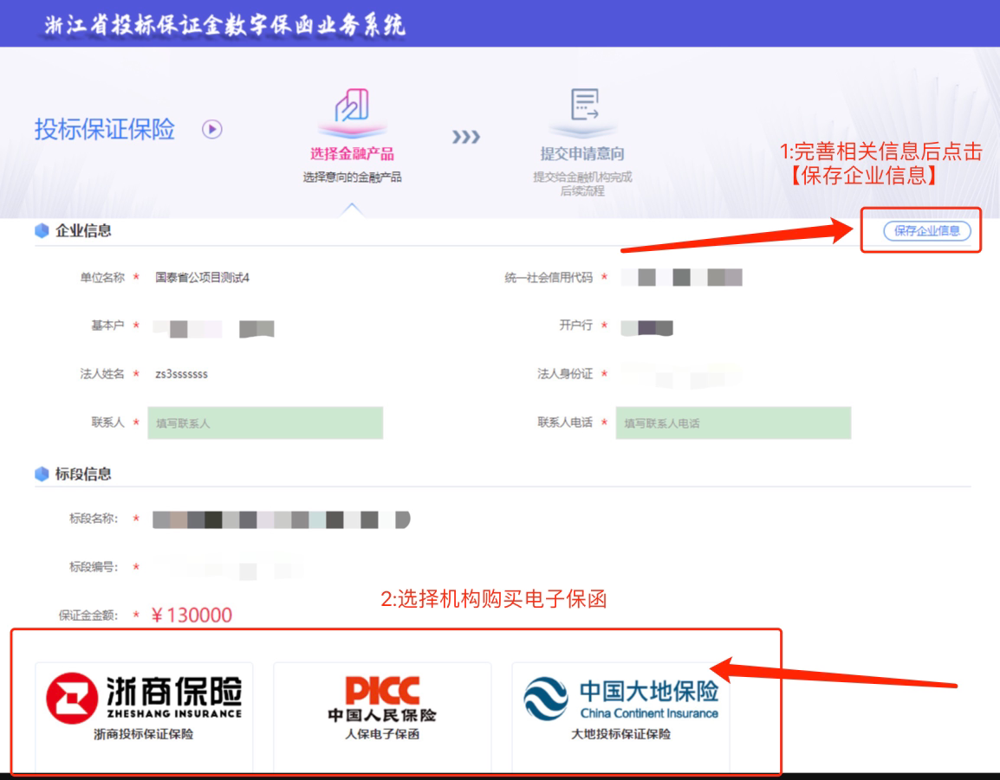 浙江省投标保证金数字保函业务系统
投标保证保险
选择金融产品
选择意向的金融产品
提交申请意向
提交给金融机构完成
后续流程
1:完善相关信息后点击
【保存企业信息】
企业信息
保存企业信息
单位名称 * 国泰省公项目测试4 统一社会信用代码 *
基本户 * 开户行 *
法人姓名 * zs3sssssss 法人身份证 *
联系人 * 填写联系人 联系人电话 * 填写联系人电话
标段信息
标段名称: *
标段编号: *
2:选择机构购买电子保函
保证金金额: * ¥130000
浙商保险
ZHESHANG INSURANCE
浙商投标保证保险
PICC
中国人民保险
人保电子保函
中国大地保险
China Continent Insurance
大地投标保证保险